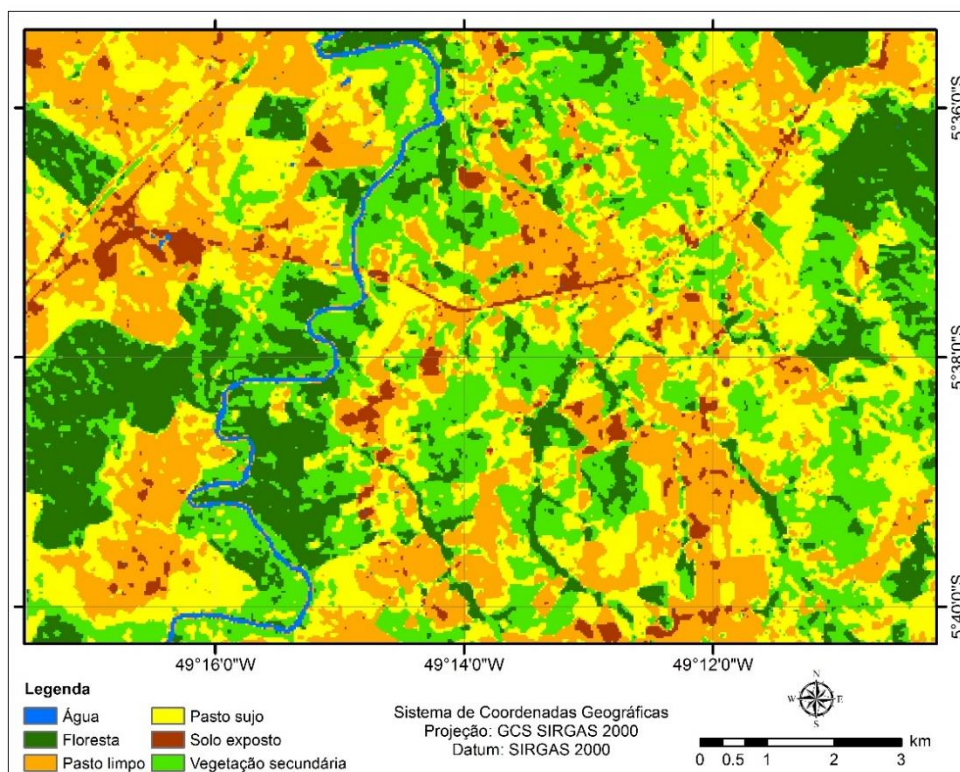 5°36'0"S
5°38'0"S
5°40'0"S
49°16'0"W
49°14'0"W
49°12'0"W
Legenda
Água
Floresta
Pasto limpo
Pasto sujo
Solo exposto
Vegetação secundária
Sistema de Coordenadas Geográficas
Projeção: GCS SIRGAS 2000
Datum: SIRGAS 2000
N
W E
S
km
0 0.5 1 2 3